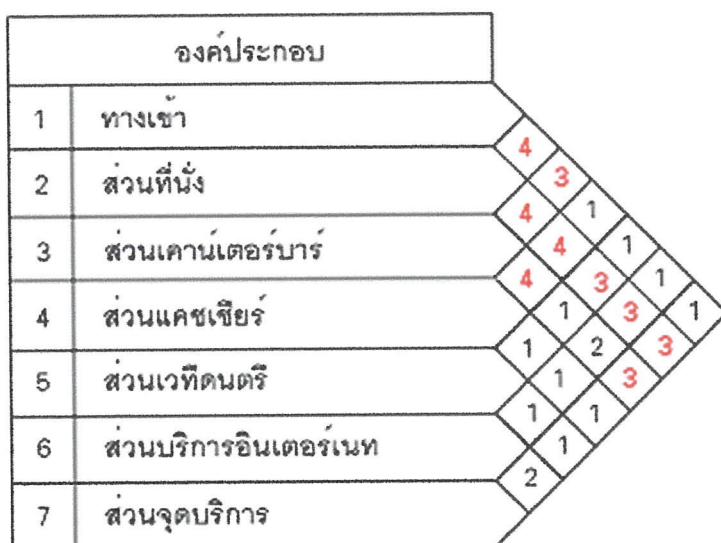 องค์ประกอบ
1 ทางเข้า
4
3
2 ส่วนที่นั่ง
4 1
4 1
3 ส่วนเคาน์เตอร์บาร์
4 3 1
1 3 1
4 ส่วนแคชเชียร์
1 2 3
1 3
5 ส่วนเวทีดนตรี
1 1
1
6 ส่วนบริการอินเตอร์เนท
2
7 ส่วนจุดบริการ